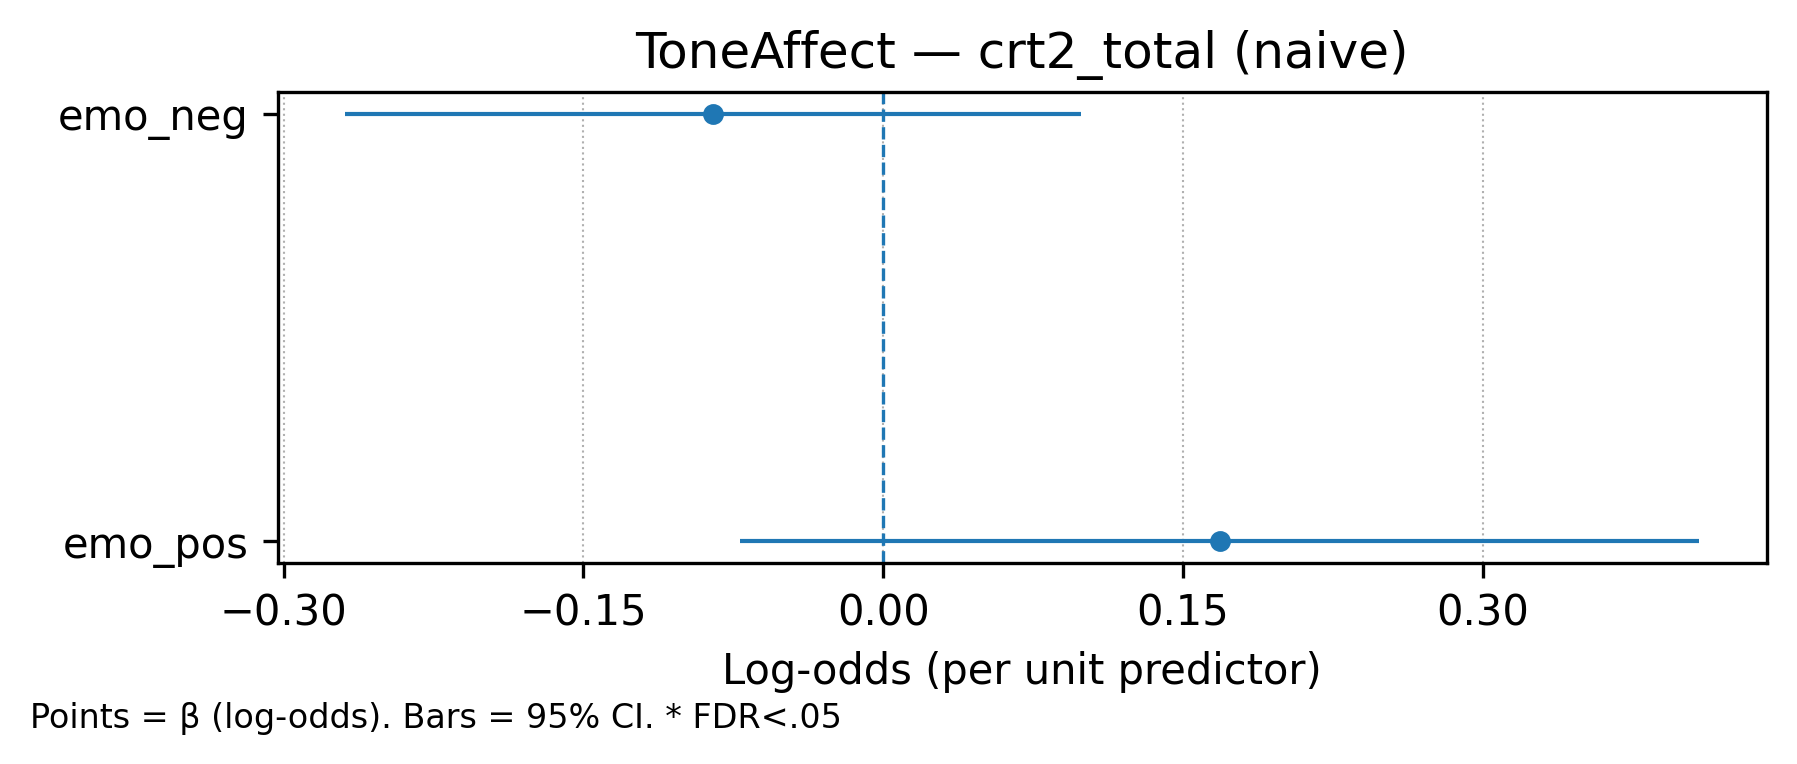 ToneAffect — crt2_total (naive)
emo_neg
emo_pos
−0.30 −0.15 0.00 0.15 0.30
Log-odds (per unit predictor)
Points = β (log-odds). Bars = 95% CI. * FDR<.05